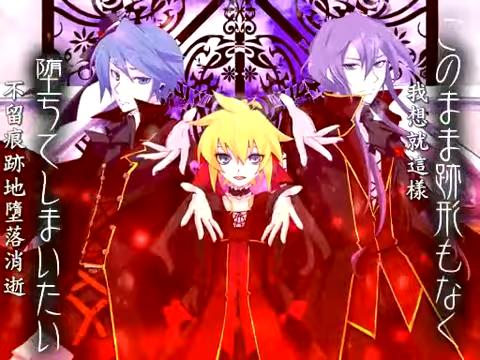 このまま跡形もなく
我想就這樣
堕ちてしまいたい
不留痕跡地墮落消逝